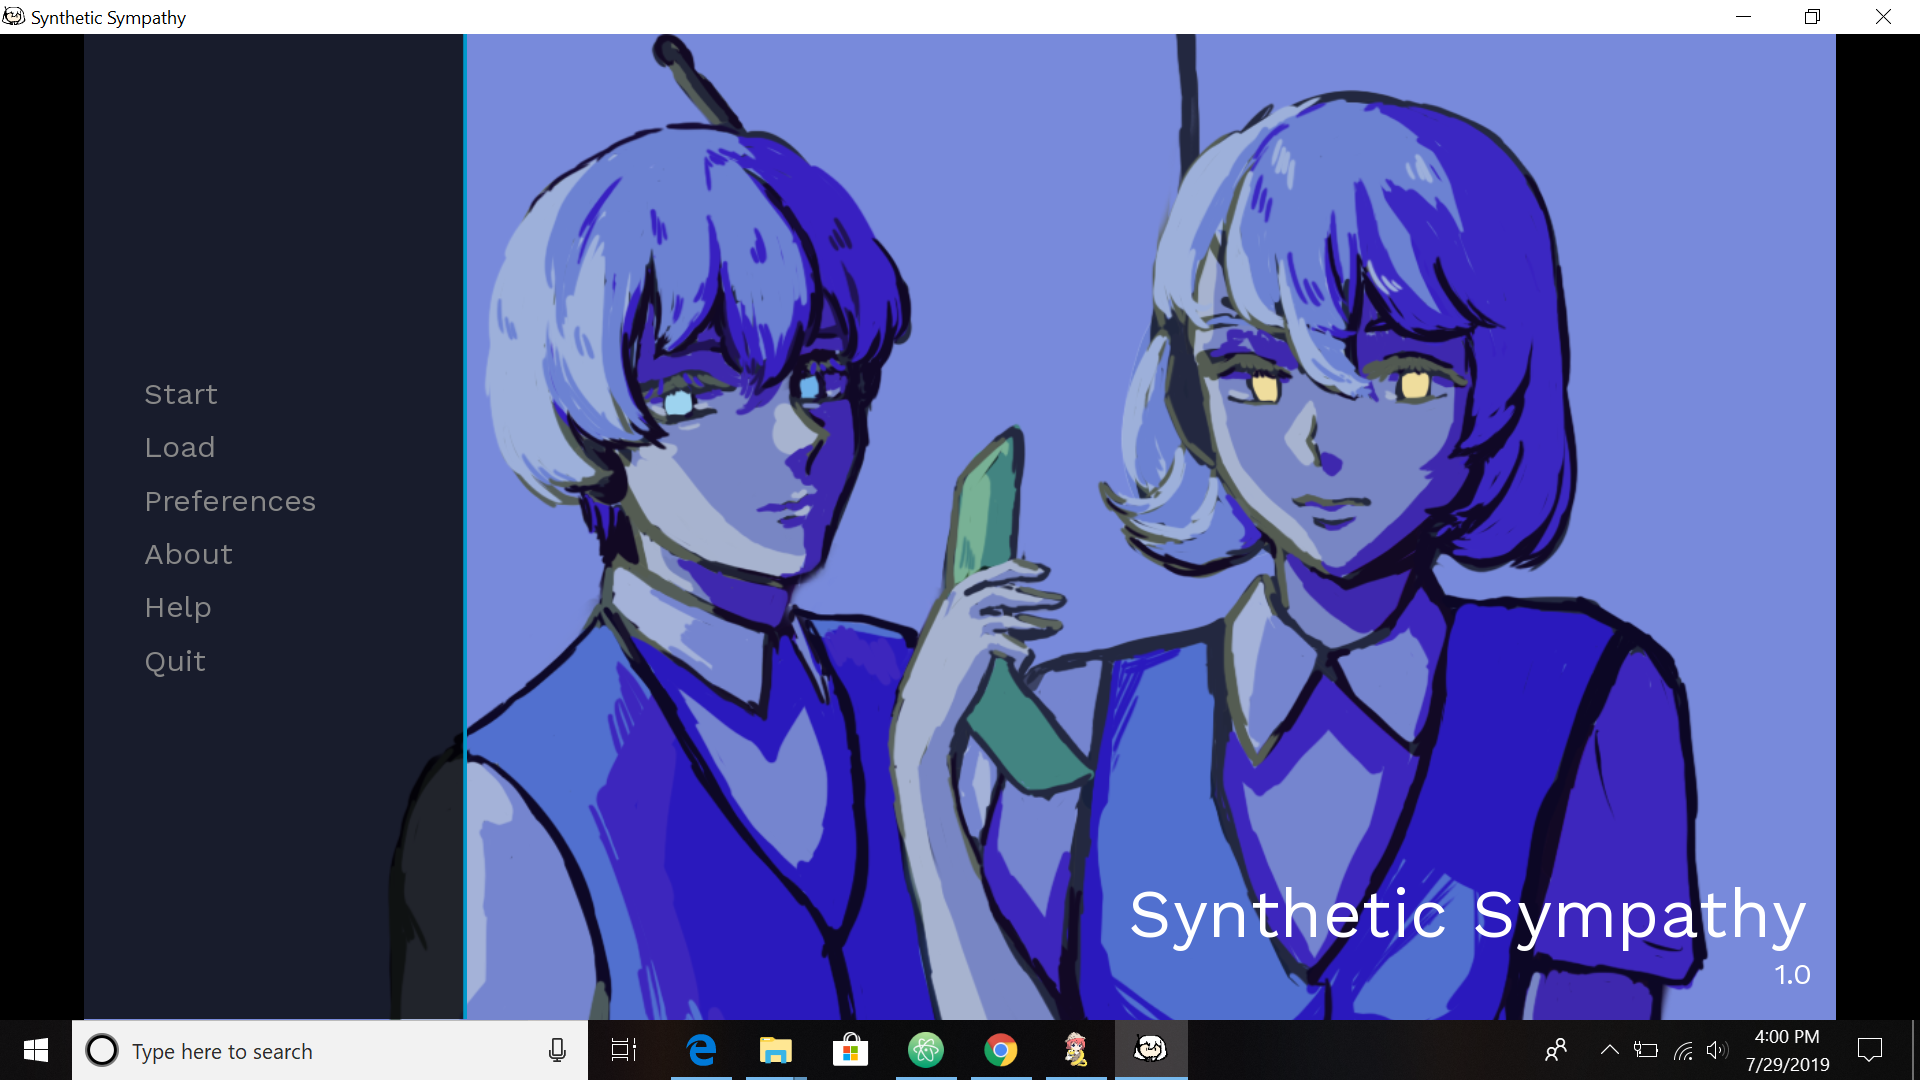 Synthetic Sympathy
Start
Load
Preferences
About
Help
Quit
Synthetic Sympathy
1.0
Type here to search
4:00 PM
7/29/2019